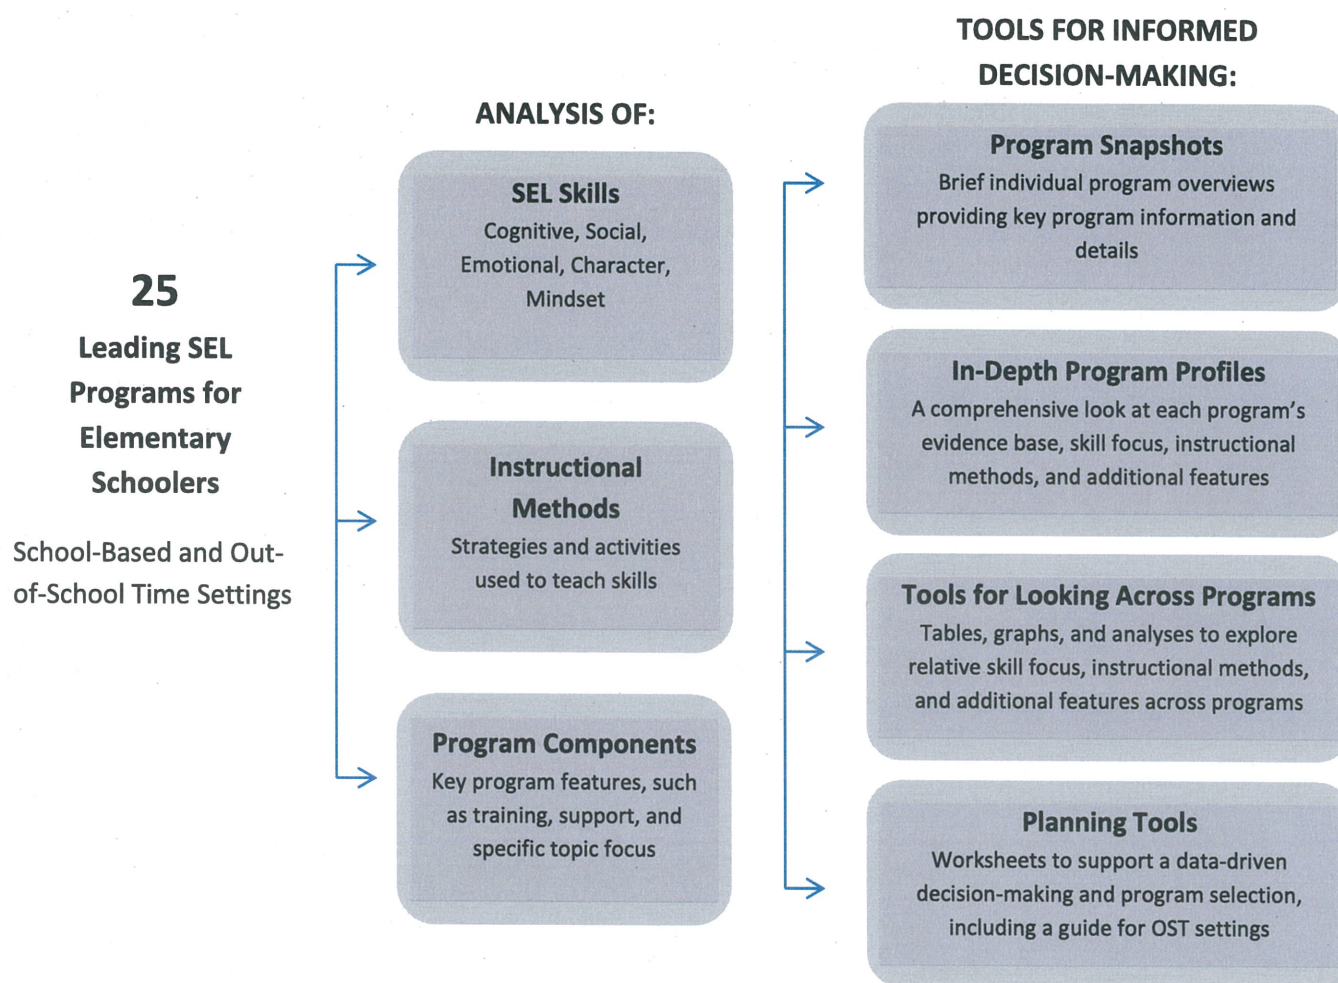 25
Leading SEL
Programs for
Elementary
Schoolers
School-Based and Out-
of-School Time Settings
ANALYSIS OF:
SEL Skills
Cognitive, Social,
Emotional, Character,
Mindset
Instructional
Methods
Strategies and activities
used to teach skills
Program Components
Key program features, such
as training, support, and
specific topic focus
TOOLS FOR INFORMED
DECISION-MAKING:
Program Snapshots
Brief individual program overviews
providing key program information and
details
In-Depth Program Profiles
A comprehensive look at each program’s
evidence base, skill focus, instructional
methods, and additional features
Tools for Looking Across Programs
Tables, graphs, and analyses to explore
relative skill focus, instructional methods,
and additional features across programs
Planning Tools
Worksheets to support a data-driven
decision-making and program selection,
including a guide for OST settings